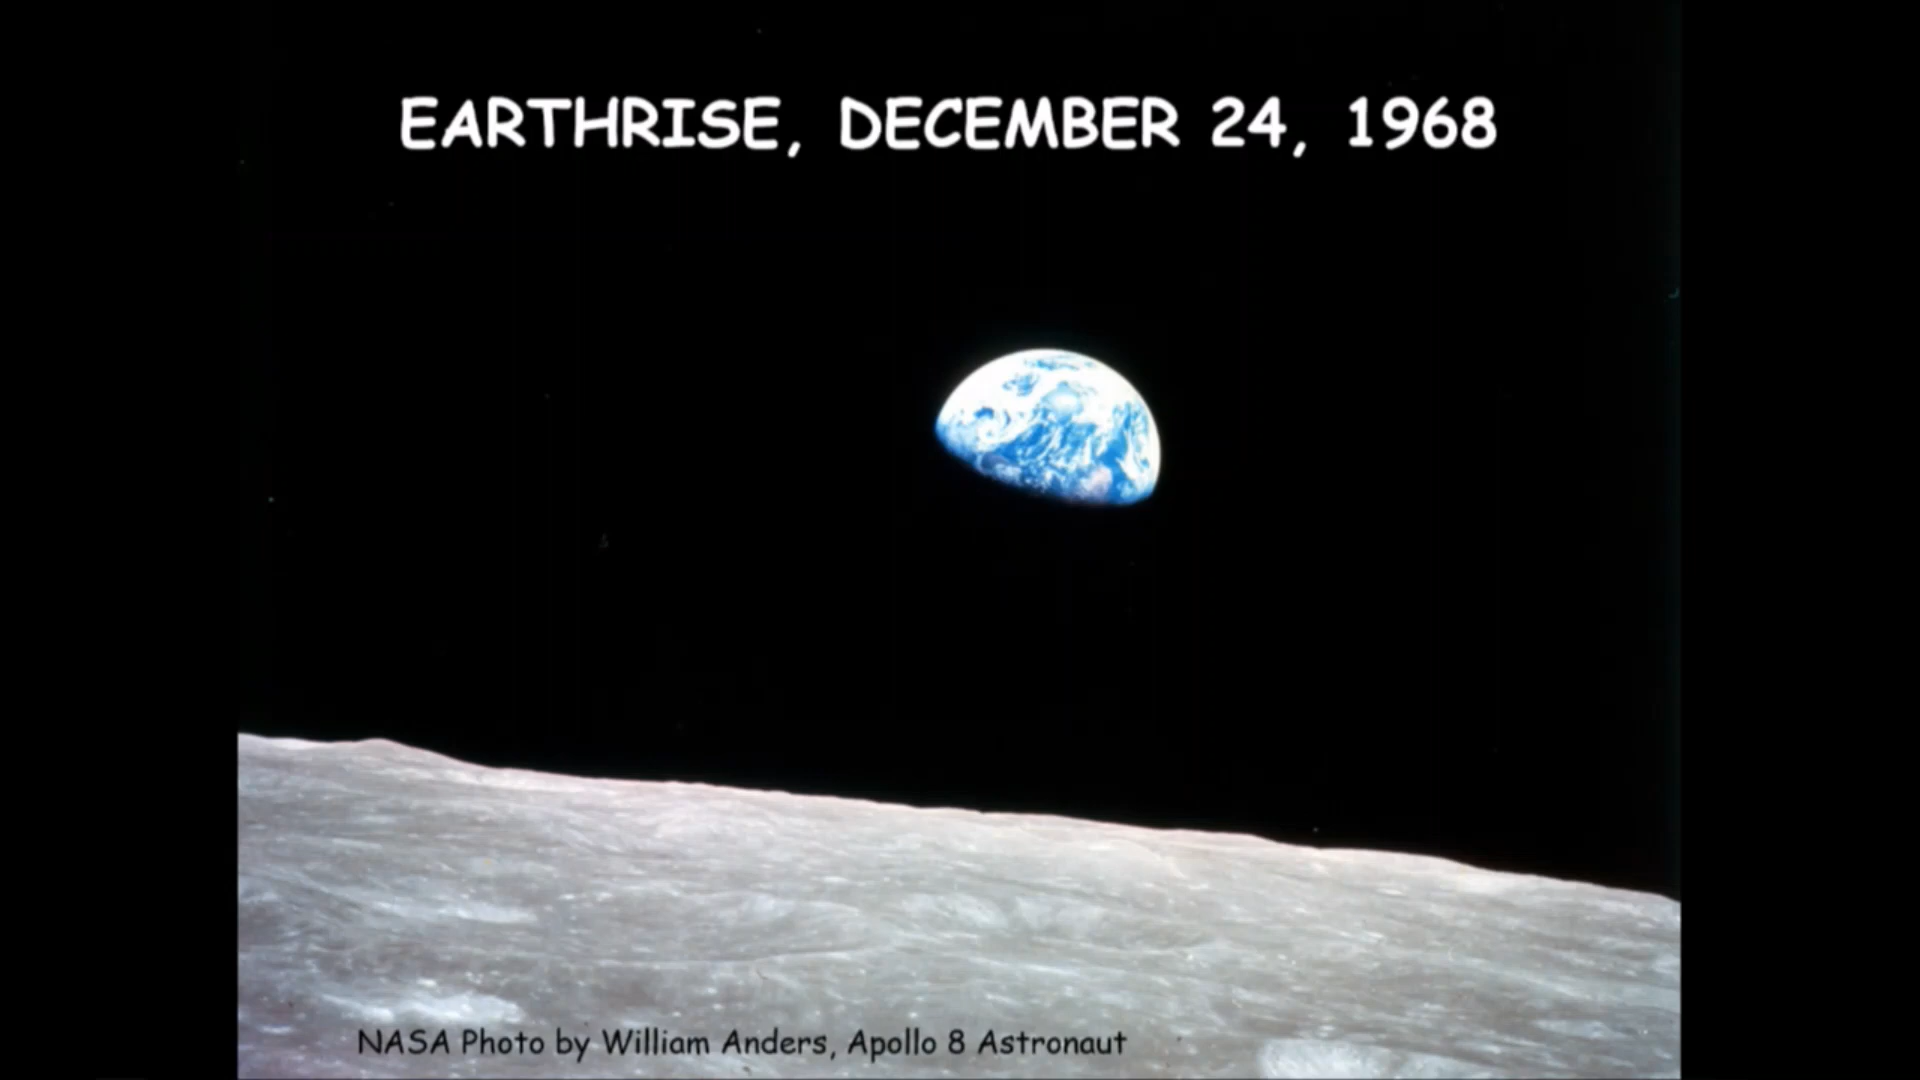 EARTHRISE, DECEMBER 24, 1968
NASA Photo by William Anders, Apollo 8 Astronaut